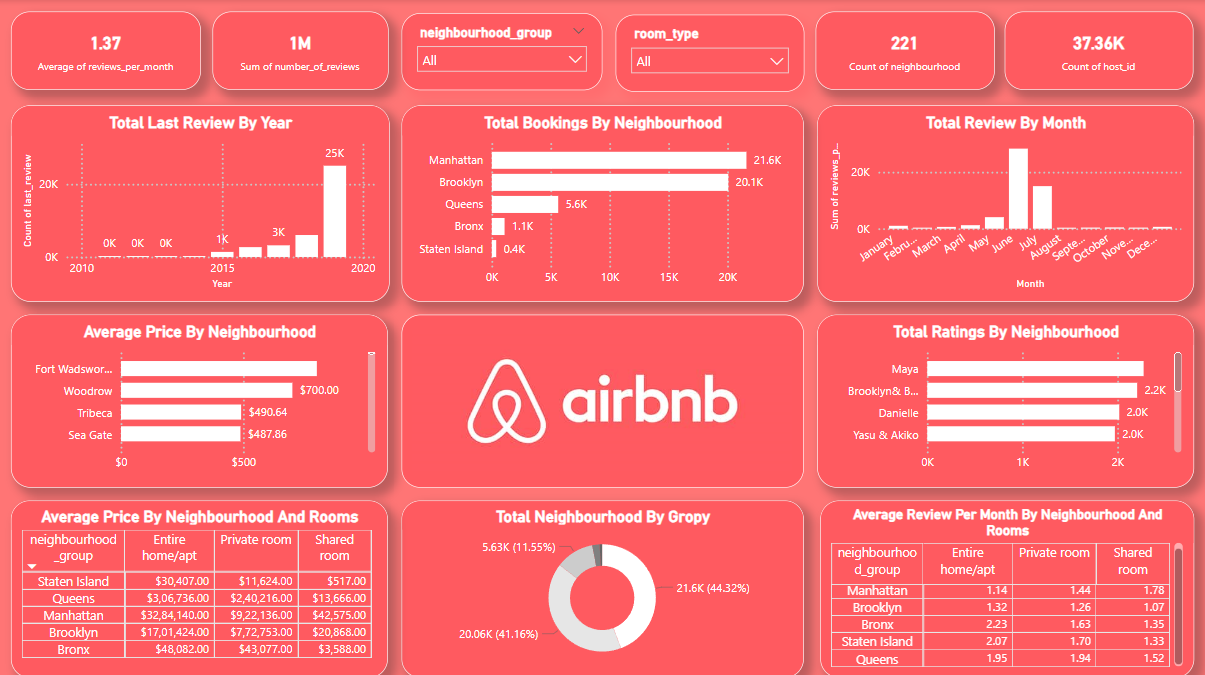 1.37
Average of reviews_per_month
1M
Sum of number_of_reviews
neighbourhood_group
All
room_type
All
221
Count of neighbourhood
37.36K
Count of host_id
Total Last Review By Year
Count of last_review
20K
0K
0K
0K
0K
1K
3K
25K
2010
2015
2020
Year
Total Bookings By Neighbourhood
Manhattan
21.6K
Brooklyn
20.1K
Queens
5.6K
Bronx
1.1K
Staten Island
0.4K
0K
5K
10K
15K
20K
Total Review By Month
Sum of reviews_p...
20K
0K
January
Febru...
March
April
May
June
July
August
Septe...
October
Nove...
Dece...
Month
Average Price By Neighbourhood
Fort Wadswor...
Woodrow
$700.00
Tribeca
$490.64
Sea Gate
$487.86
$0
$500
airbnb
Total Ratings By Neighbourhood
Maya
Brooklyn& B...
2.2K
Danielle
2.0K
Yasu & Akiko
2.0K
0K
1K
2K
Average Price By Neighbourhood And Rooms
neighbourhood
_group
Entire
home/apt
Private room
Shared
room
Staten Island $30,407.00 $11,624.00 $517.00
Queens $3,06,736.00 $2,40,216.00 $13,666.00
Manhattan $32,84,140.00 $9,22,136.00 $42,575.00
Brooklyn $17,01,424.00 $7,72,753.00 $20,868.00
Bronx $48,082.00 $43,077.00 $3,588.00
Total Neighbourhood By Gropy
5.63K (11.55%)
21.6K (44.32%)
20.06K (41.16%)
Average Review Per Month By Neighbourhood And
Rooms
neighbourhoo
d_group
Entire
home/apt
Private room
Shared
room
Manhattan 1.14 1.44 1.78
Brooklyn 1.32 1.26 1.07
Bronx 2.23 1.63 1.35
Staten Island 2.07 1.70 1.33
Queens 1.95 1.94 1.52